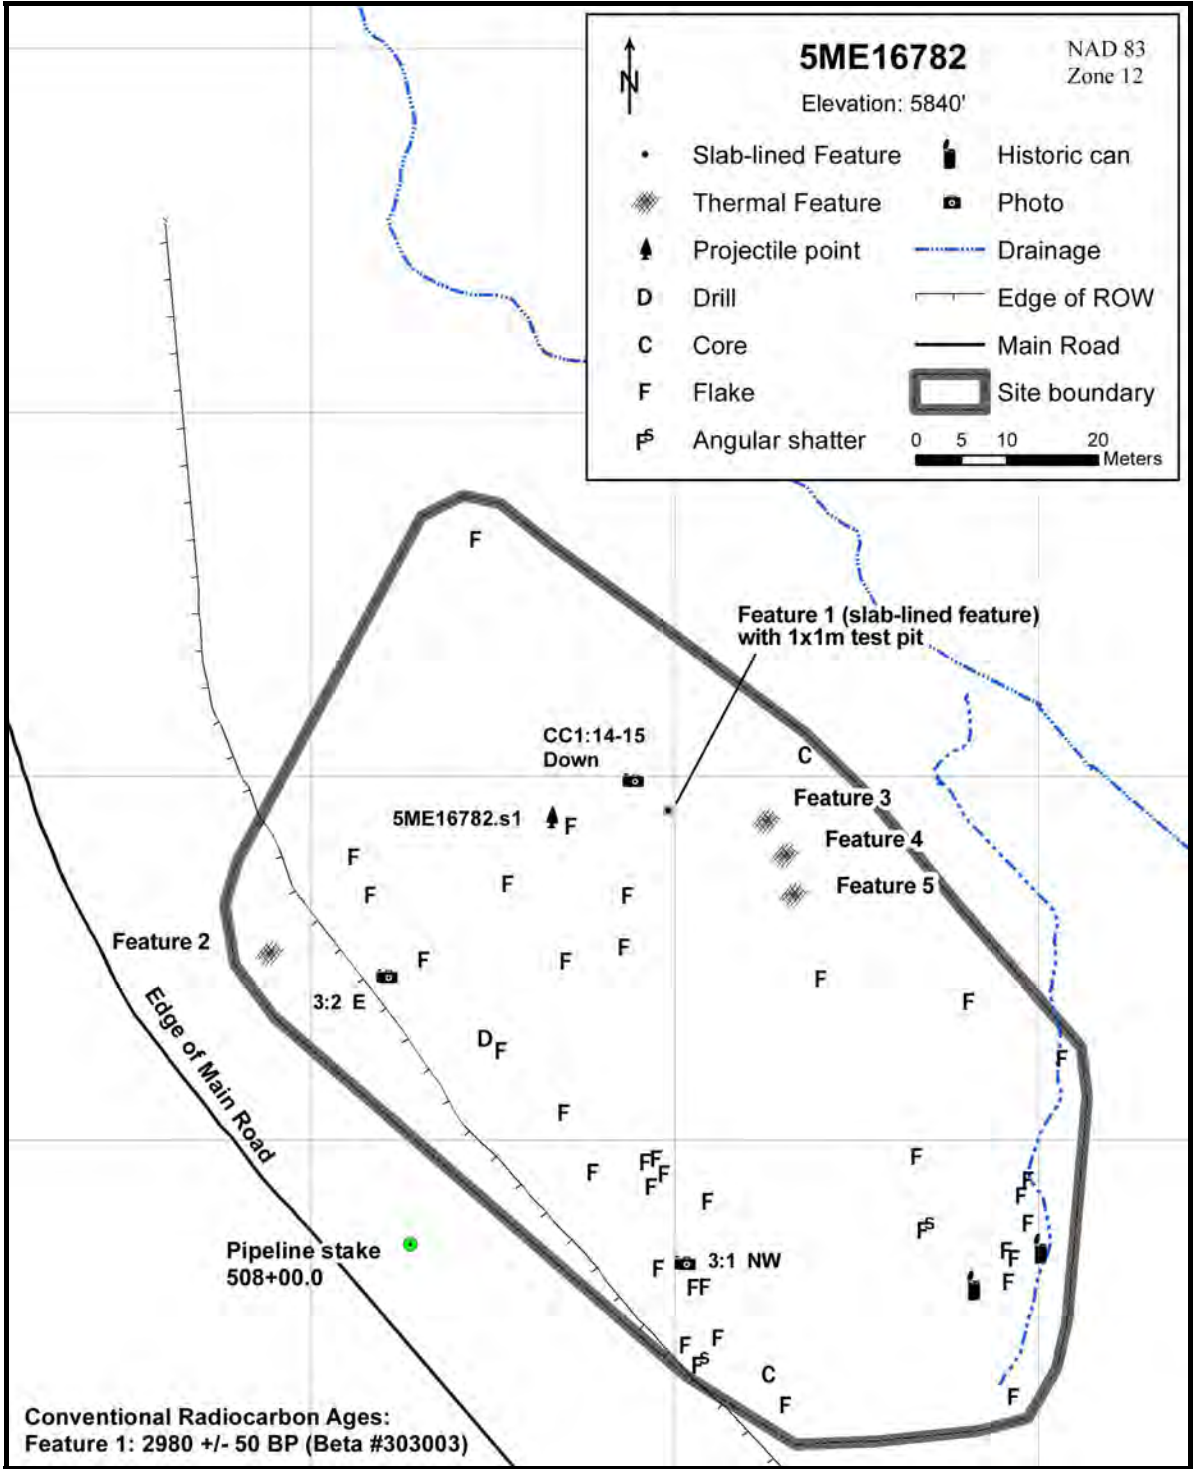 N
5ME16782
NAD 83
Zone 12
Elevation: 5840'
Slab-lined Feature
Historic can
Thermal Feature
Photo
Projectile point
Drainage
D Drill
Edge of ROW
C Core
Main Road
F Flake
Site boundary
FS Angular shatter
0 5 10 20
Meters
F
Feature 1 (slab-lined feature)
with 1x1m test pit
CC1:14-15
Down
C
Feature 3
5ME16782.s1
F
Feature 4
F
F
F
F
Feature 5
Feature 2
F
F
F
F
F
3:2 E
D
F
F
Edge of Main Road
F
F
F
F
F
F
F
F
F
F
F
FS
F
Pipeline stake
508+00.0
F
F
F
3:1 NW
FF
F
F
F
FS
C
F
F
Conventional Radiocarbon Ages:
Feature 1: 2980 +/- 50 BP (Beta #303003)